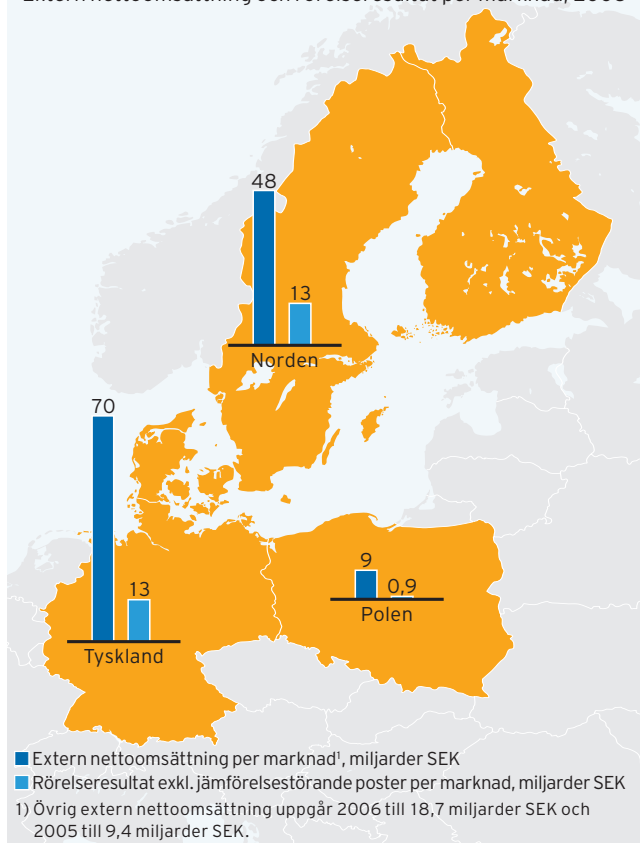 48
13
Norden
70
13
Tyskland
9
0,9
Polen
Extern nettoomsättning per marknad¹, miljarder SEK
Rörelseresultat exkl. jämförelsestörande poster per marknad, miljarder SEK
1) Övrig extern nettoomsättning uppgår 2006 till 18,7 miljarder SEK och
2005 till 9,4 miljarder SEK.